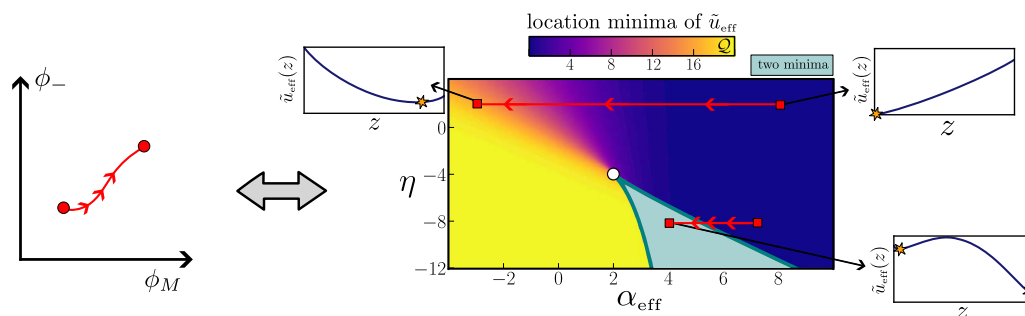 location minima of ũ_eff
𝒬
4 8 12 16
two minima
ũ_eff(z)
z
ũ_eff(z)
z
ϕ_−
ϕ_M
η
0
−4
−8
−12
−2 0 2 4 6 8
α_eff
ũ_eff(z)
z